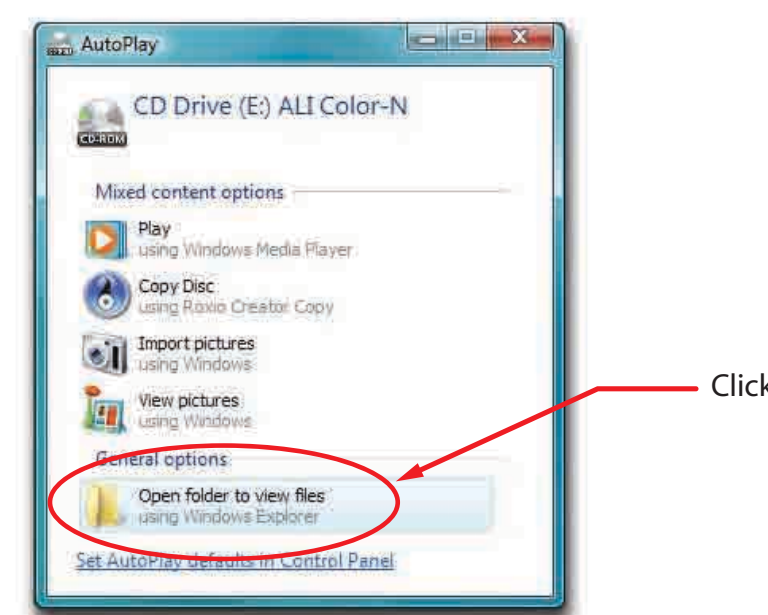 AutoPlay
CD Drive (E:) ALI Color-N
CD-ROM
Mixed content options
Play
using Windows Media Player
Copy Disc
using Roxio Creator Copy
Import pictures
using Windows
View pictures
using Windows
General options
Open folder to view files
using Windows Explorer
Click
Set AutoPlay defaults in Control Panel